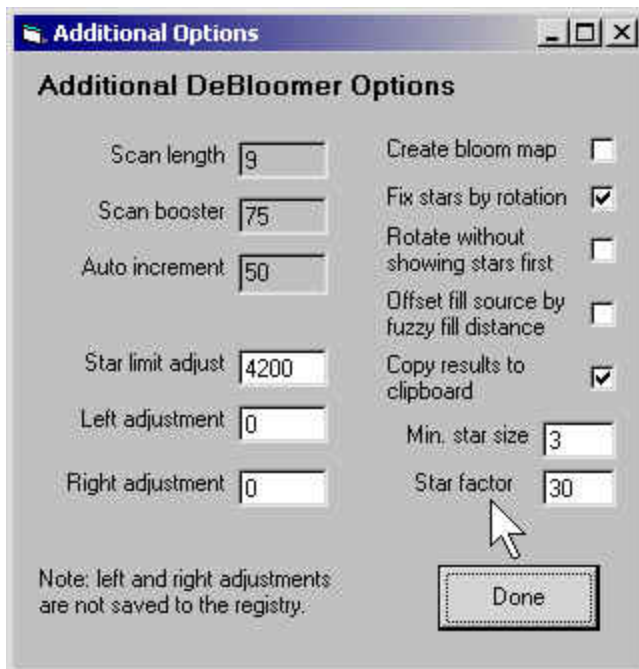 Additional Options
Additional DeBloomer Options
Scan length 9
Scan booster 75
Auto increment 50
Star limit adjust 4200
Left adjustment 0
Right adjustment 0
Create bloom map
Fix stars by rotation
Rotate without
showing stars first
Offset fill source by
fuzzy fill distance
Copy results to
clipboard
Min. star size 3
Star factor 30
Note: left and right adjustments
are not saved to the registry.
Done